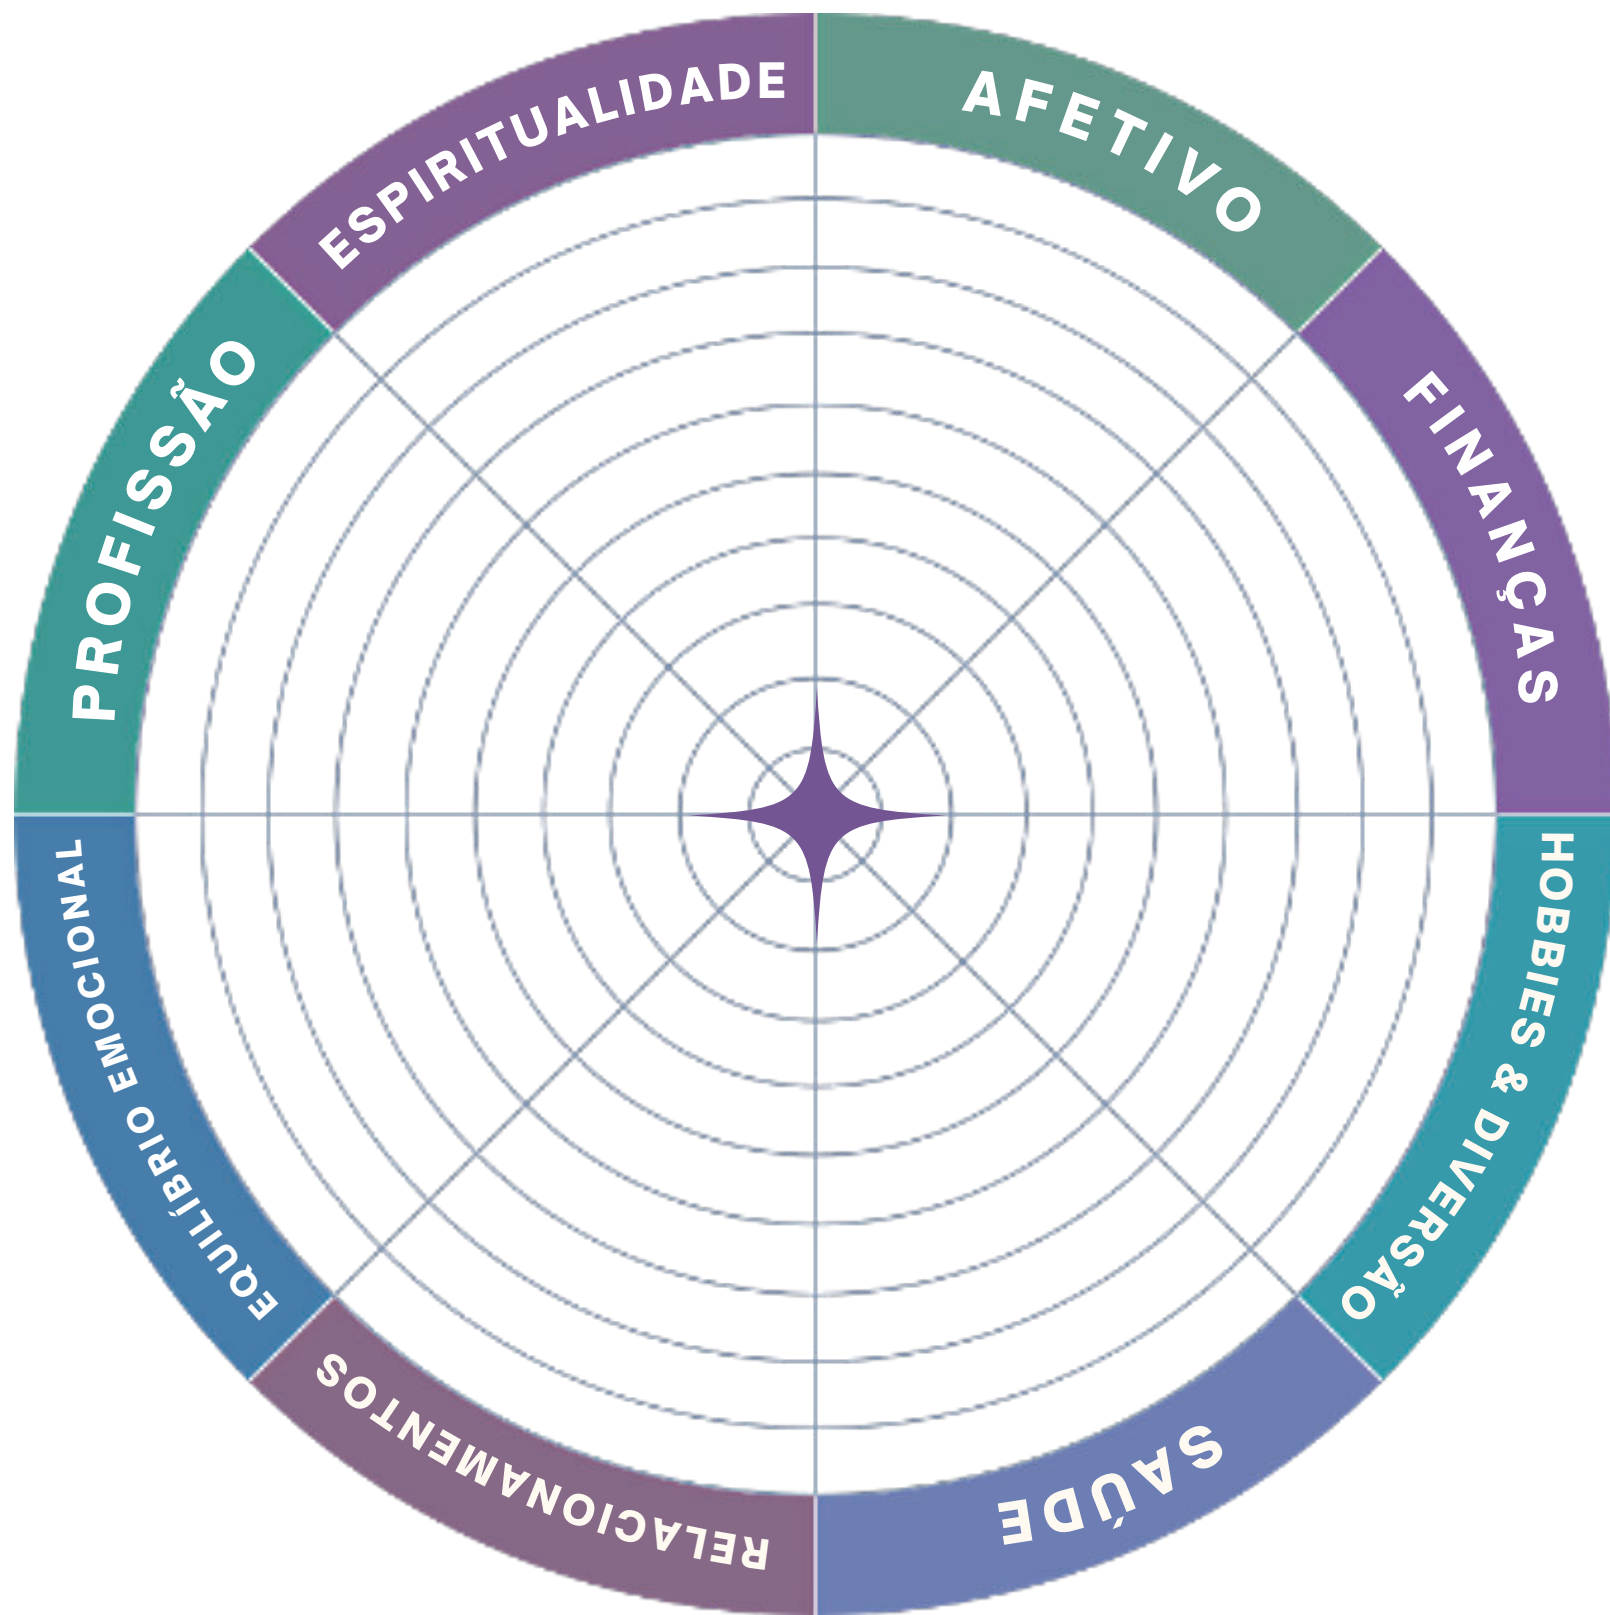 ESPIRITUALIDADE
AFETIVO
FINANÇAS
HOBBIES & DIVERSÃO
SAÚDE
RELACIONAMENTOS
EQUILÍBRIO EMOCIONAL
PROFISSÃO